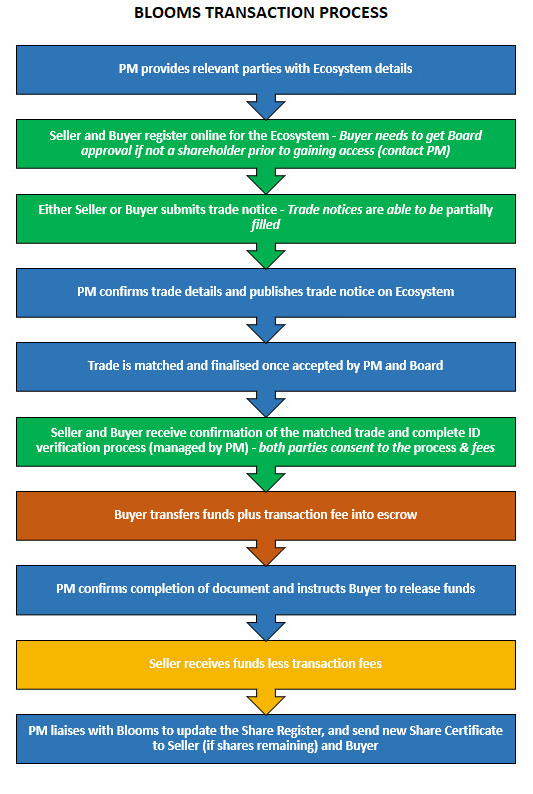 BLOOMS TRANSACTION PROCESS
PM provides relevant parties with Ecosystem details
Seller and Buyer register online for the Ecosystem - Buyer needs to get Board
approval if not a shareholder prior to gaining access (contact PM)
Either Seller or Buyer submits trade notice - Trade notices are able to be partially
filled
PM confirms trade details and publishes trade notice on Ecosystem
Trade is matched and finalised once accepted by PM and Board
Seller and Buyer receive confirmation of the matched trade and complete ID
verification process (managed by PM) - both parties consent to the process & fees
Buyer transfers funds plus transaction fee into escrow
PM confirms completion of document and instructs Buyer to release funds
Seller receives funds less transaction fees
PM liaises with Blooms to update the Share Register, and send new Share Certificate
to Seller (if shares remaining) and Buyer